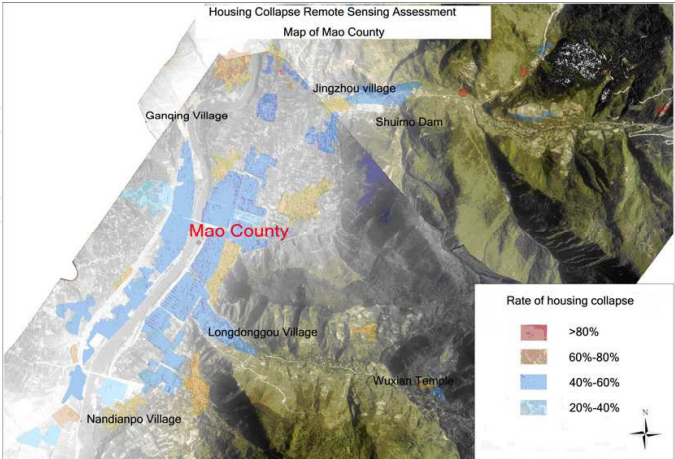 Housing Collapse Remote Sensing Assessment
Map of Mao County
Jingzhou village
Ganqing Village
Shuimo Dam
Mao County
Longdonggou Village
Wuxian Temple
Nandianpo Village
Rate of housing collapse
>80%
60%-80%
40%-60%
20%-40%
N